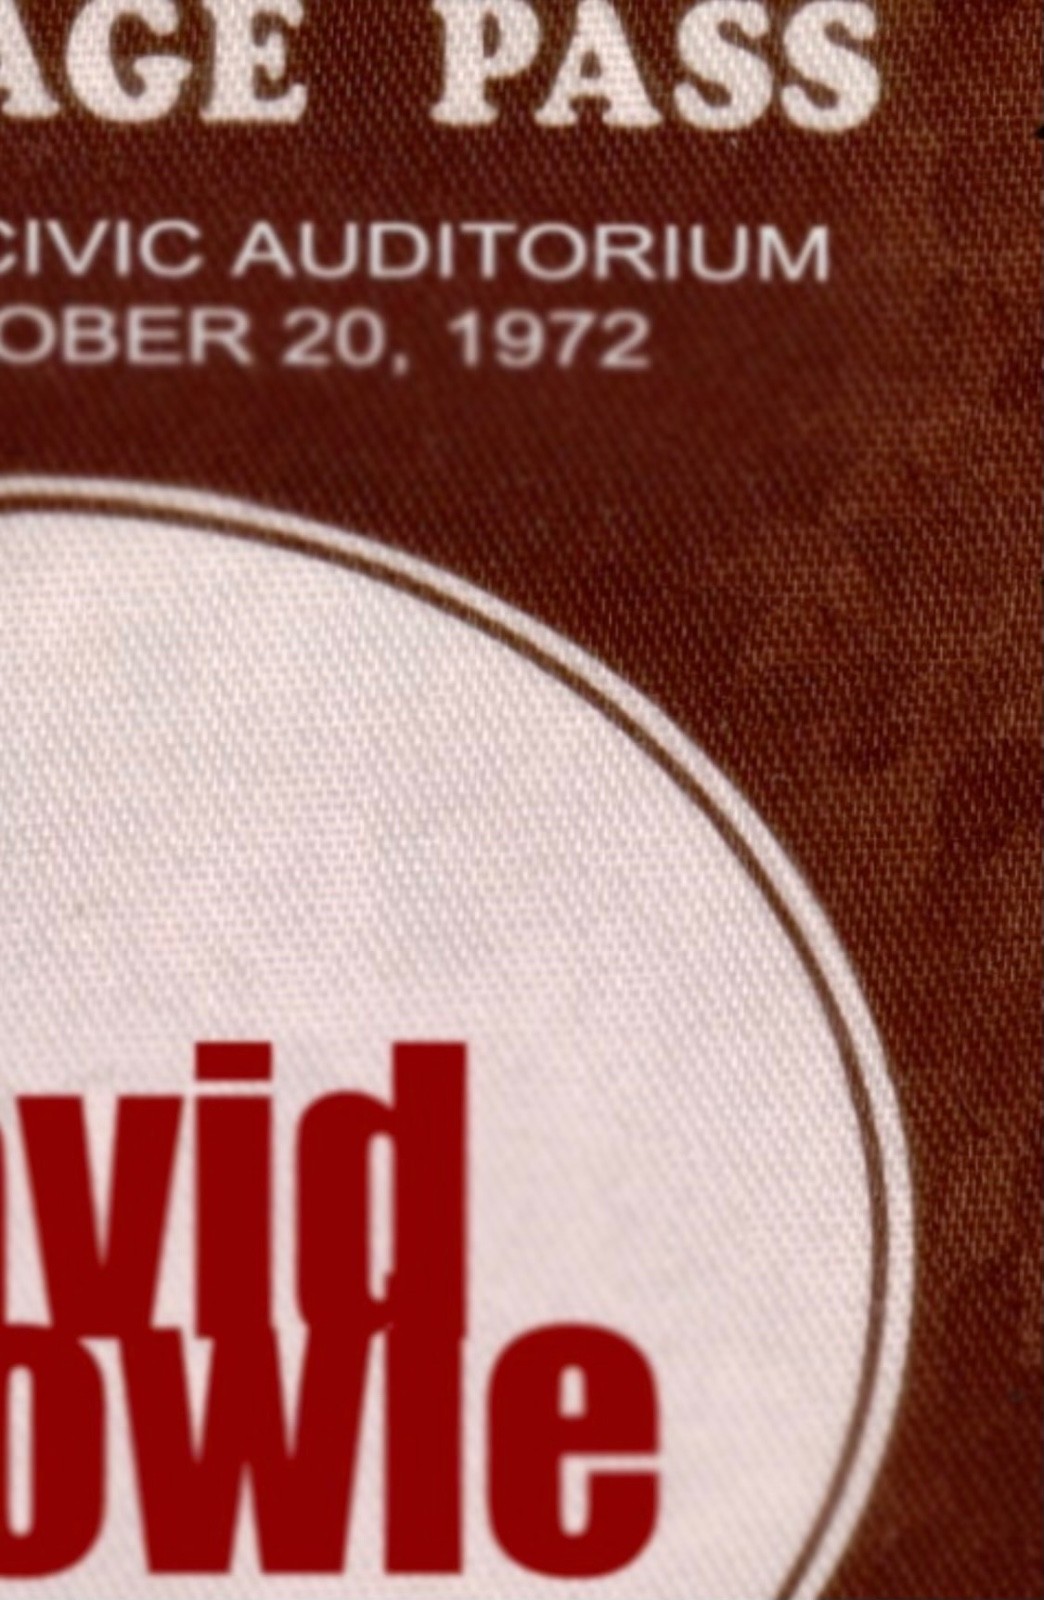 AGE PASS
CIVIC AUDITORIUM
OBER 20, 1972
avid
owie